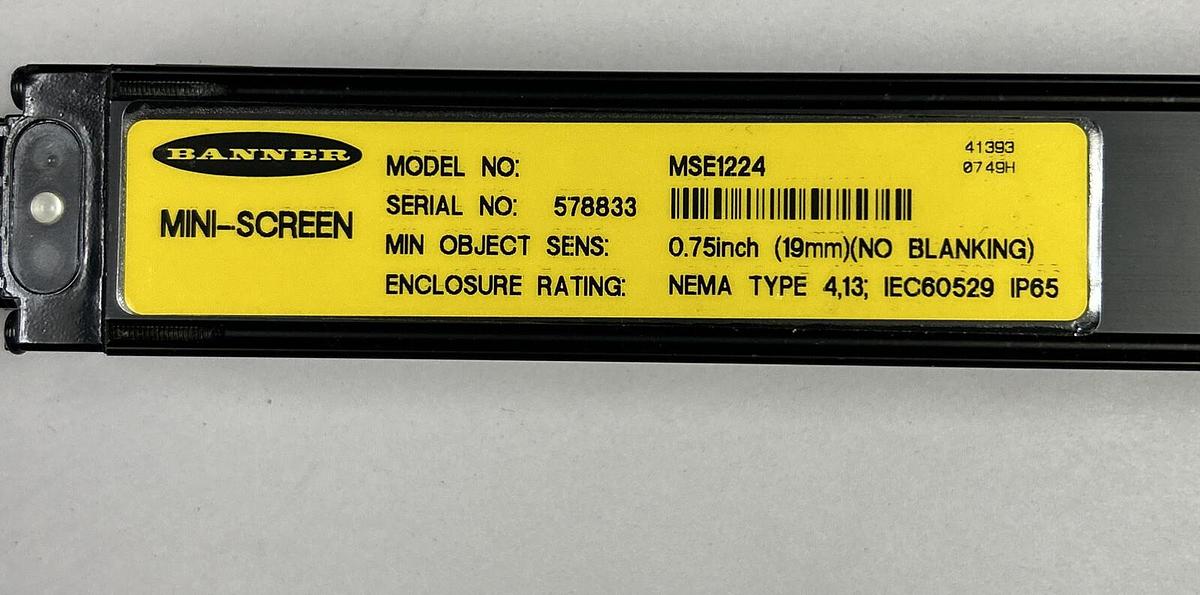 BANNER
MINI-SCREEN
MODEL NO: MSE1224
SERIAL NO: 578833
MIN OBJECT SENS: 0.75inch (19mm)(NO BLANKING)
ENCLOSURE RATING: NEMA TYPE 4,13; IEC60529 IP65
41393
0749H